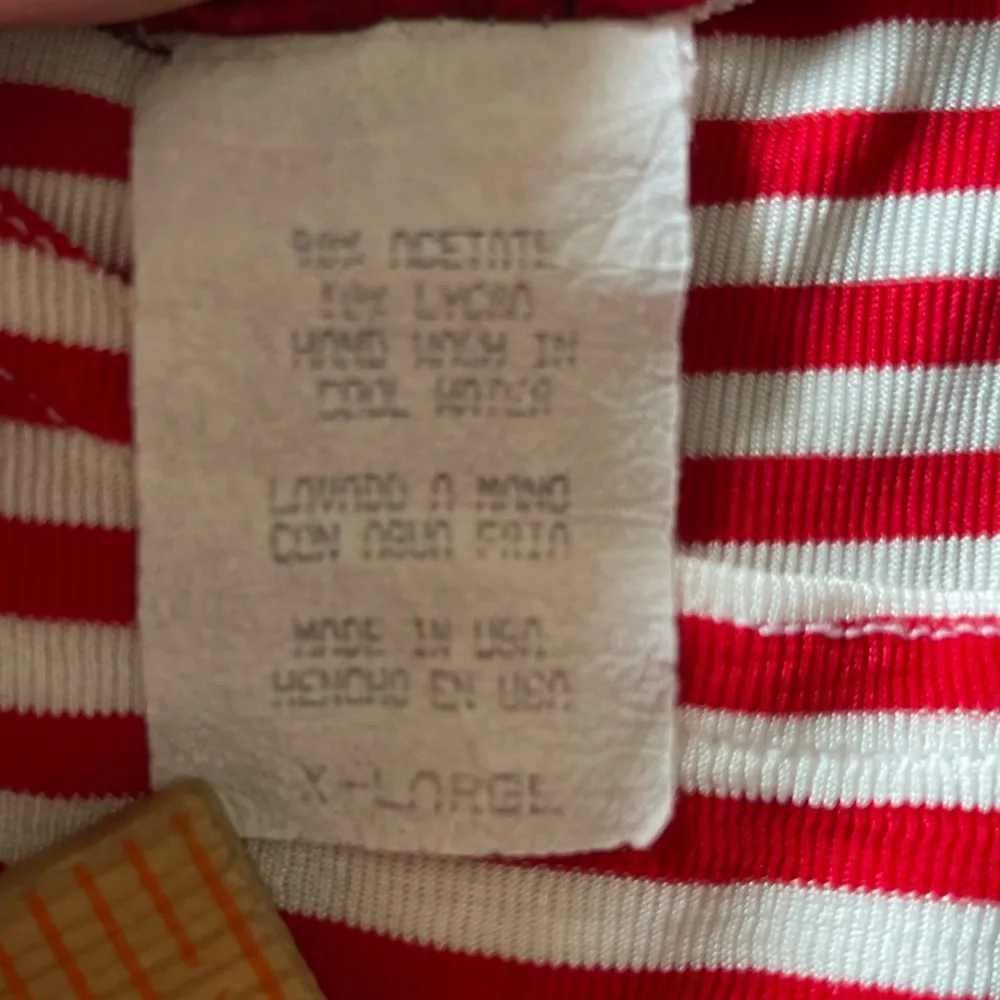 90% ACETATE
10% LYCRA
HAND WASH IN
COOL WATER
LAVADO A MANO
CON AGUA FRIA
MADE IN USA
HEHCHO EN USA
X-LARGE